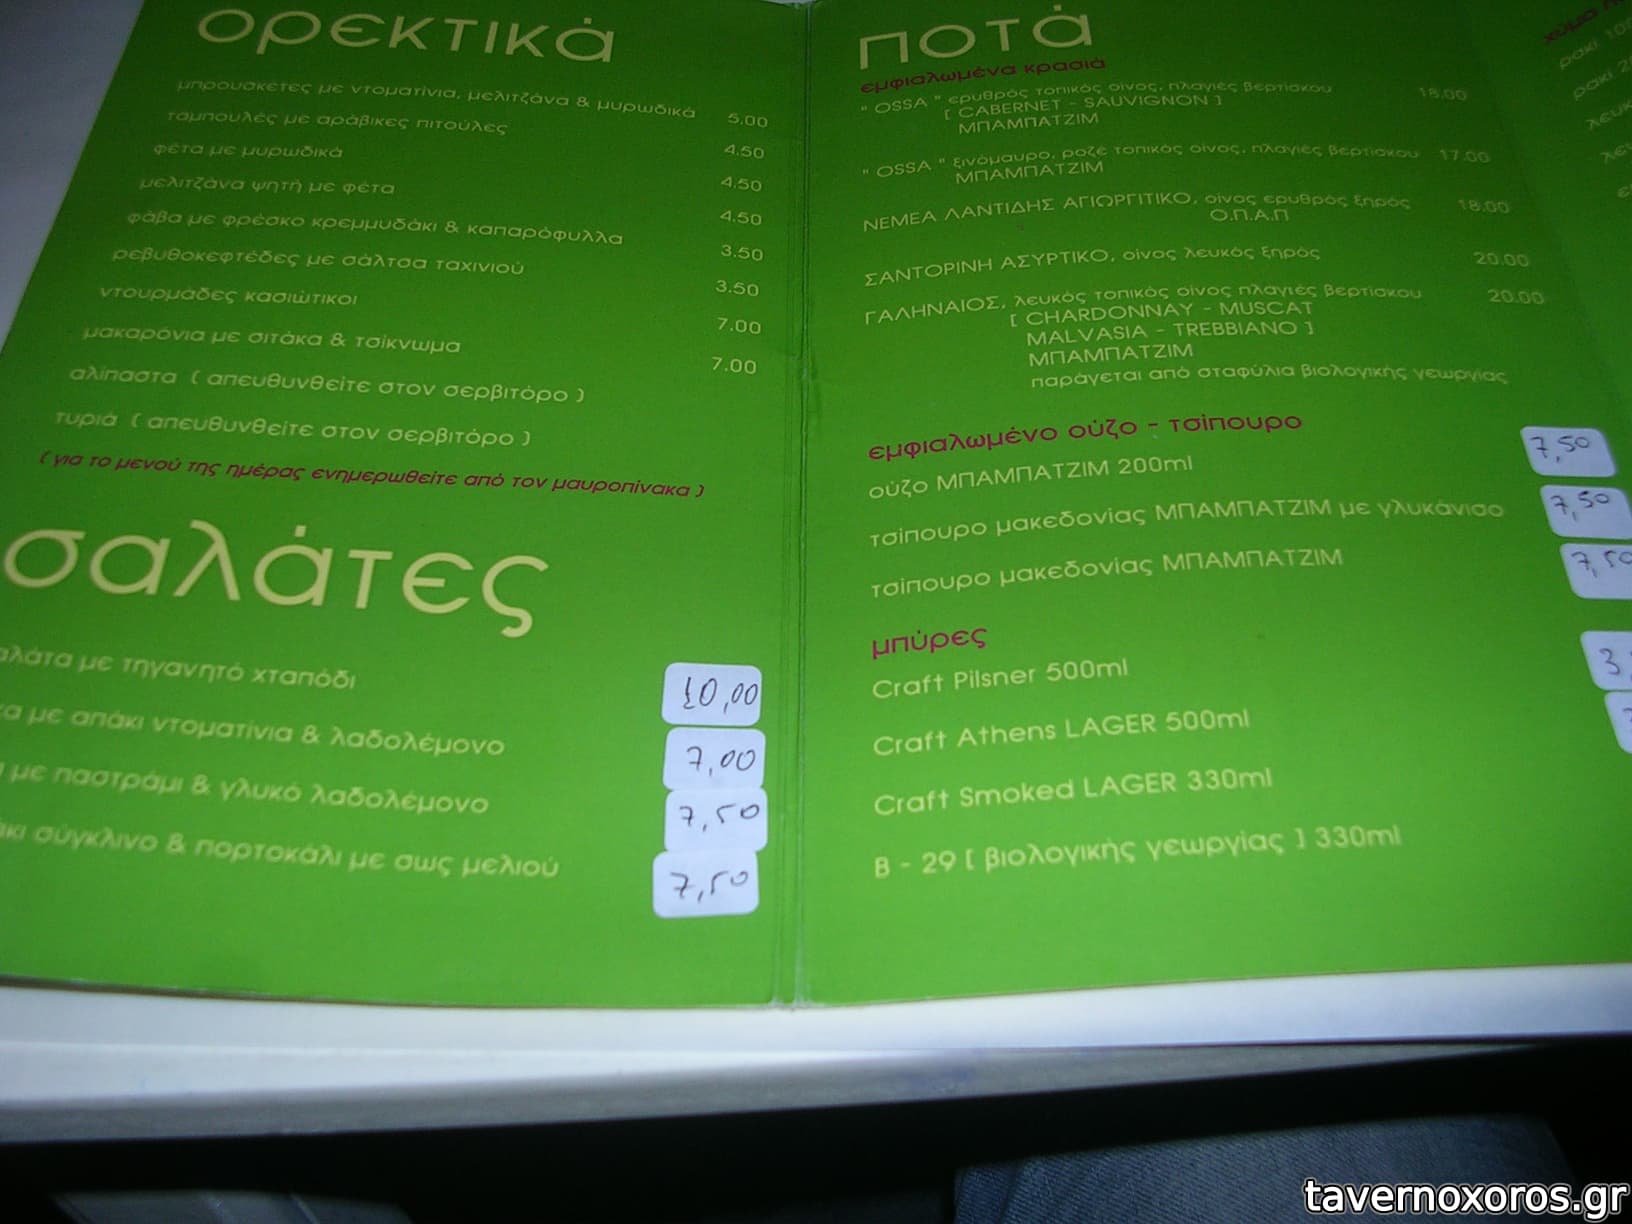 ορεκτικά
μπρουσκέτες με ντοματίνια, μελιτζάνα & μυρωδικά 5.00
ταμπουλές με αράβικες πιτούλες 4.50
φέτα με μυρωδικά 4.50
μελιτζάνα ψητή με φέτα 4.50
φάβα με φρέσκο κρεμμυδάκι & καπαρόφυλλα 3.50
ρεβυθοκεφτέδες με σάλτσα ταχινιού 3.50
ντουρμάδες κασιώτικοι 7.00
μακαρόνια με σιτάκα & τσίκνωμα 7.00
αλίπαστα ( απευθυνθείτε στον σερβιτόρο )
τυριά ( απευθυνθείτε στον σερβιτόρο )
( για το μενού της ημέρας ενημερωθείτε από τον μαυροπίνακα )
σαλάτες
με τηγανητό χταπόδι 10,00
με απάκι ντοματίνια & λαδολέμονο 7,00
με παστράμι & γλυκό λαδολέμονο 7,50
σύγκλινο & πορτοκάλι με σως μελιού 7,50
ποτά
εμφιαλωμένα κρασιά
" OSSA " ερυθρός τοπικός οίνος, πλαγιές βερτίσκου 18.00
[ CABERNET - SAUVIGNON ]
ΜΠΑΜΠΑΤΖΙΜ
" OSSA " ξινόμαυρο, ροζέ τοπικός οίνος, πλαγιές βερτίσκου 17.00
ΜΠΑΜΠΑΤΖΙΜ
ΝΕΜΕΑ ΛΑΝΤΙΔΗΣ ΑΓΙΩΡΓΙΤΙΚΟ, οίνος ερυθρός ξηρός 18.00
Ο.Π.Α.Π
ΣΑΝΤΟΡΙΝΗ ΑΣΥΡΤΙΚΟ, οίνος λευκός ξηρός 20.00
ΓΑΛΗΝΑΙΟΣ, λευκός τοπικός οίνος πλαγιές βερτίσκου 20.00
[ CHARDONNAY - MUSCAT
MALVASIA - TREBBIANO ]
ΜΠΑΜΠΑΤΖΙΜ
παράγεται από σταφύλια βιολογικής γεωργίας
εμφιαλωμένο ούζο - τσίπουρο
ούζο ΜΠΑΜΠΑΤΖΙΜ 200ml 7,50
τσίπουρο μακεδονίας ΜΠΑΜΠΑΤΖΙΜ με γλυκάνισο 7,50
τσίπουρο μακεδονίας ΜΠΑΜΠΑΤΖΙΜ 7,50
μπύρες
Craft Pilsner 500ml
Craft Athens LAGER 500ml
Craft Smoked LAGER 330ml
B - 29 [ βιολογικής γεωργίας ] 330ml
tavernoxoros.gr